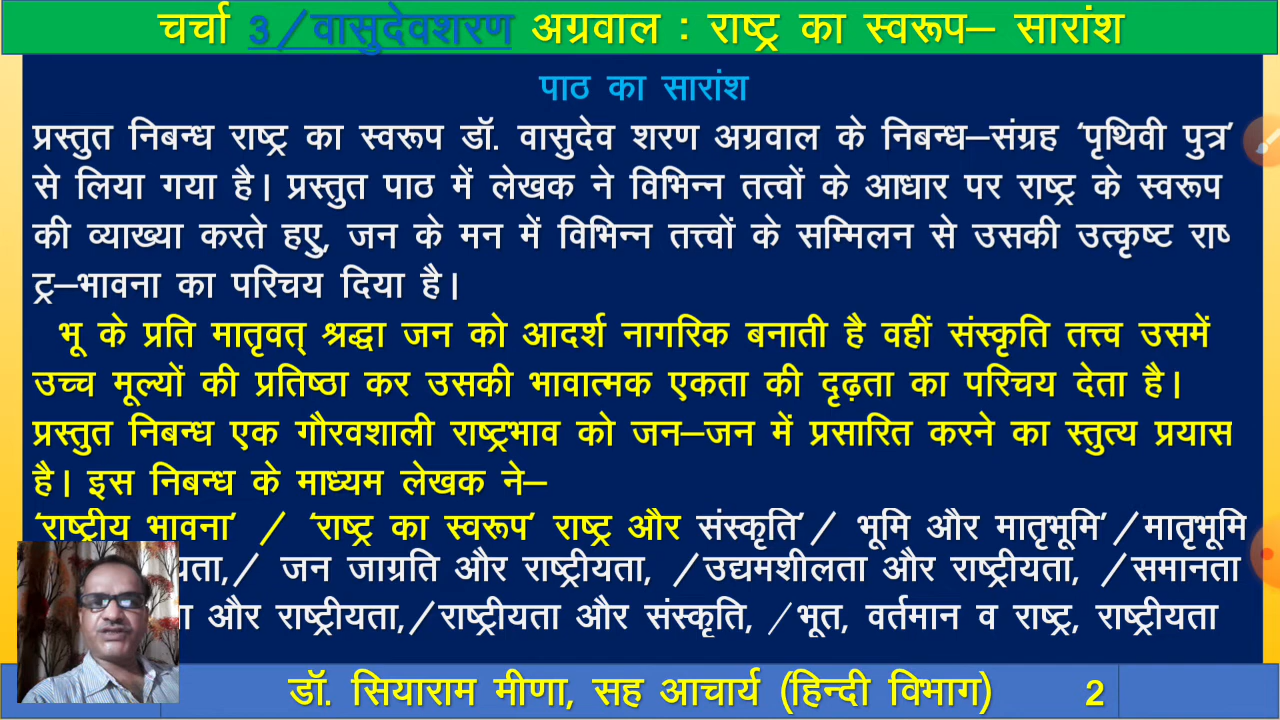 चर्चा 3/वासुदेवशरण अग्रवाल : राष्ट्र का स्वरूप– सारांश
पाठ का सारांश
प्रस्तुत निबन्ध राष्ट्र का स्वरूप डॉ. वासुदेव शरण अग्रवाल के निबन्ध–संग्रह ‘पृथिवी पुत्र’
से लिया गया है। प्रस्तुत पाठ में लेखक ने विभिन्न तत्वों के आधार पर राष्ट्र के स्वरूप
की व्याख्या करते हएु, जन के मन में विभिन्न तत्त्वों के सम्मिलन से उसकी उत्कृष्ट राष्
ट्र–भावना का परिचय दिया है।
भू के प्रति मातृवत् श्रद्धा जन को आदर्श नागरिक बनाती है वहीं संस्कृति तत्त्व उसमें
उच्च मूल्यों की प्रतिष्ठा कर उसकी भावात्मक एकता की दृढ़ता का परिचय देता है।
प्रस्तुत निबन्ध एक गौरवशाली राष्ट्रभाव को जन–जन में प्रसारित करने का स्तुत्य प्रयास
है। इस निबन्ध के माध्यम लेखक ने–
‘राष्ट्रीय भावना’ / ‘राष्ट्र का स्वरूप’ राष्ट्र और संस्कृति’/ भूमि और मातृभूमि’/मातृभूमि
यता,/ जन जाग्रति और राष्ट्रीयता, /उद्यमशीलता और राष्ट्रीयता, /समानता
और राष्ट्रीयता,/राष्ट्रीयता और संस्कृति, /भूत, वर्तमान व राष्ट्र, राष्ट्रीयता
डॉ. सियाराम मीणा, सह आचार्य (हिन्दी विभाग) 2